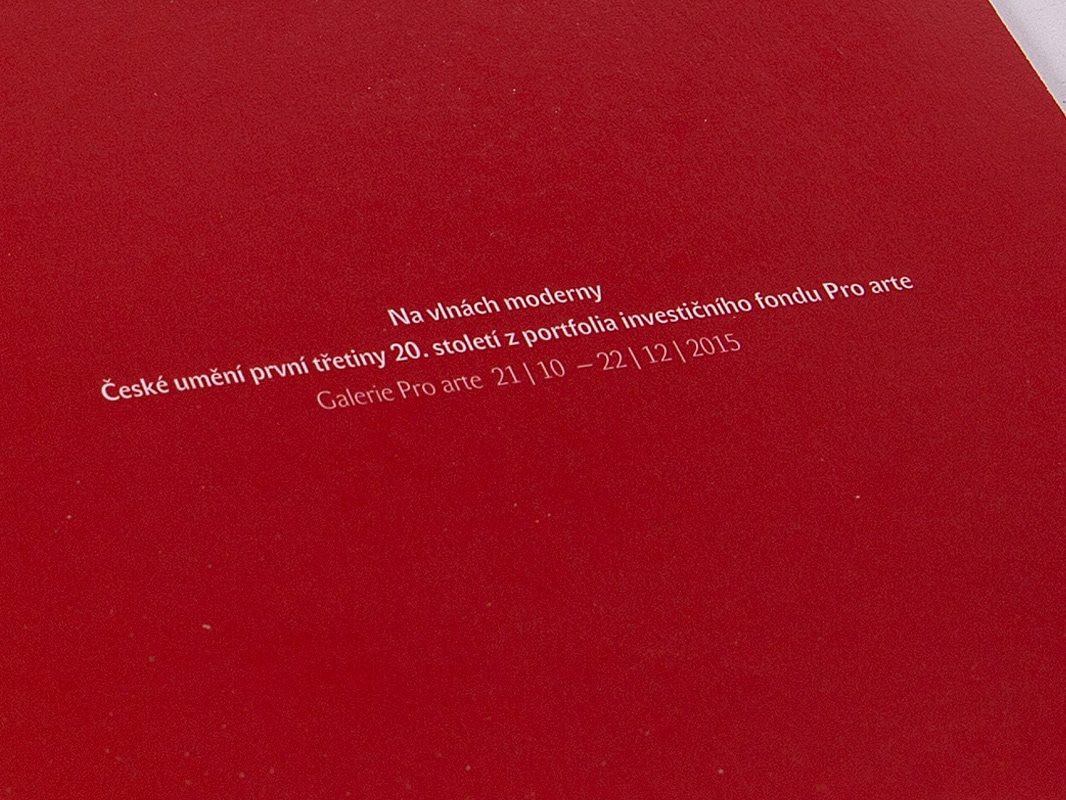 Na vlnách moderny
České umění první třetiny 20. století z portfolia investičního fondu Pro arte
Galerie Pro arte 21 | 10 – 22 | 12 | 2015